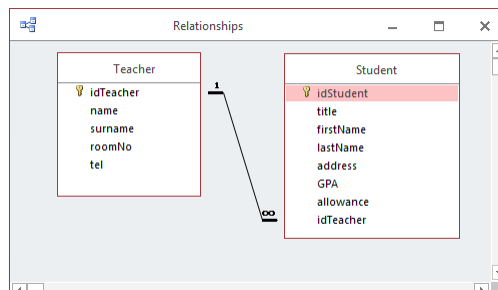 Relationships
Teacher
idTeacher
name
surname
roomNo
tel
1
∞
Student
idStudent
title
firstName
lastName
address
GPA
allowance
idTeacher